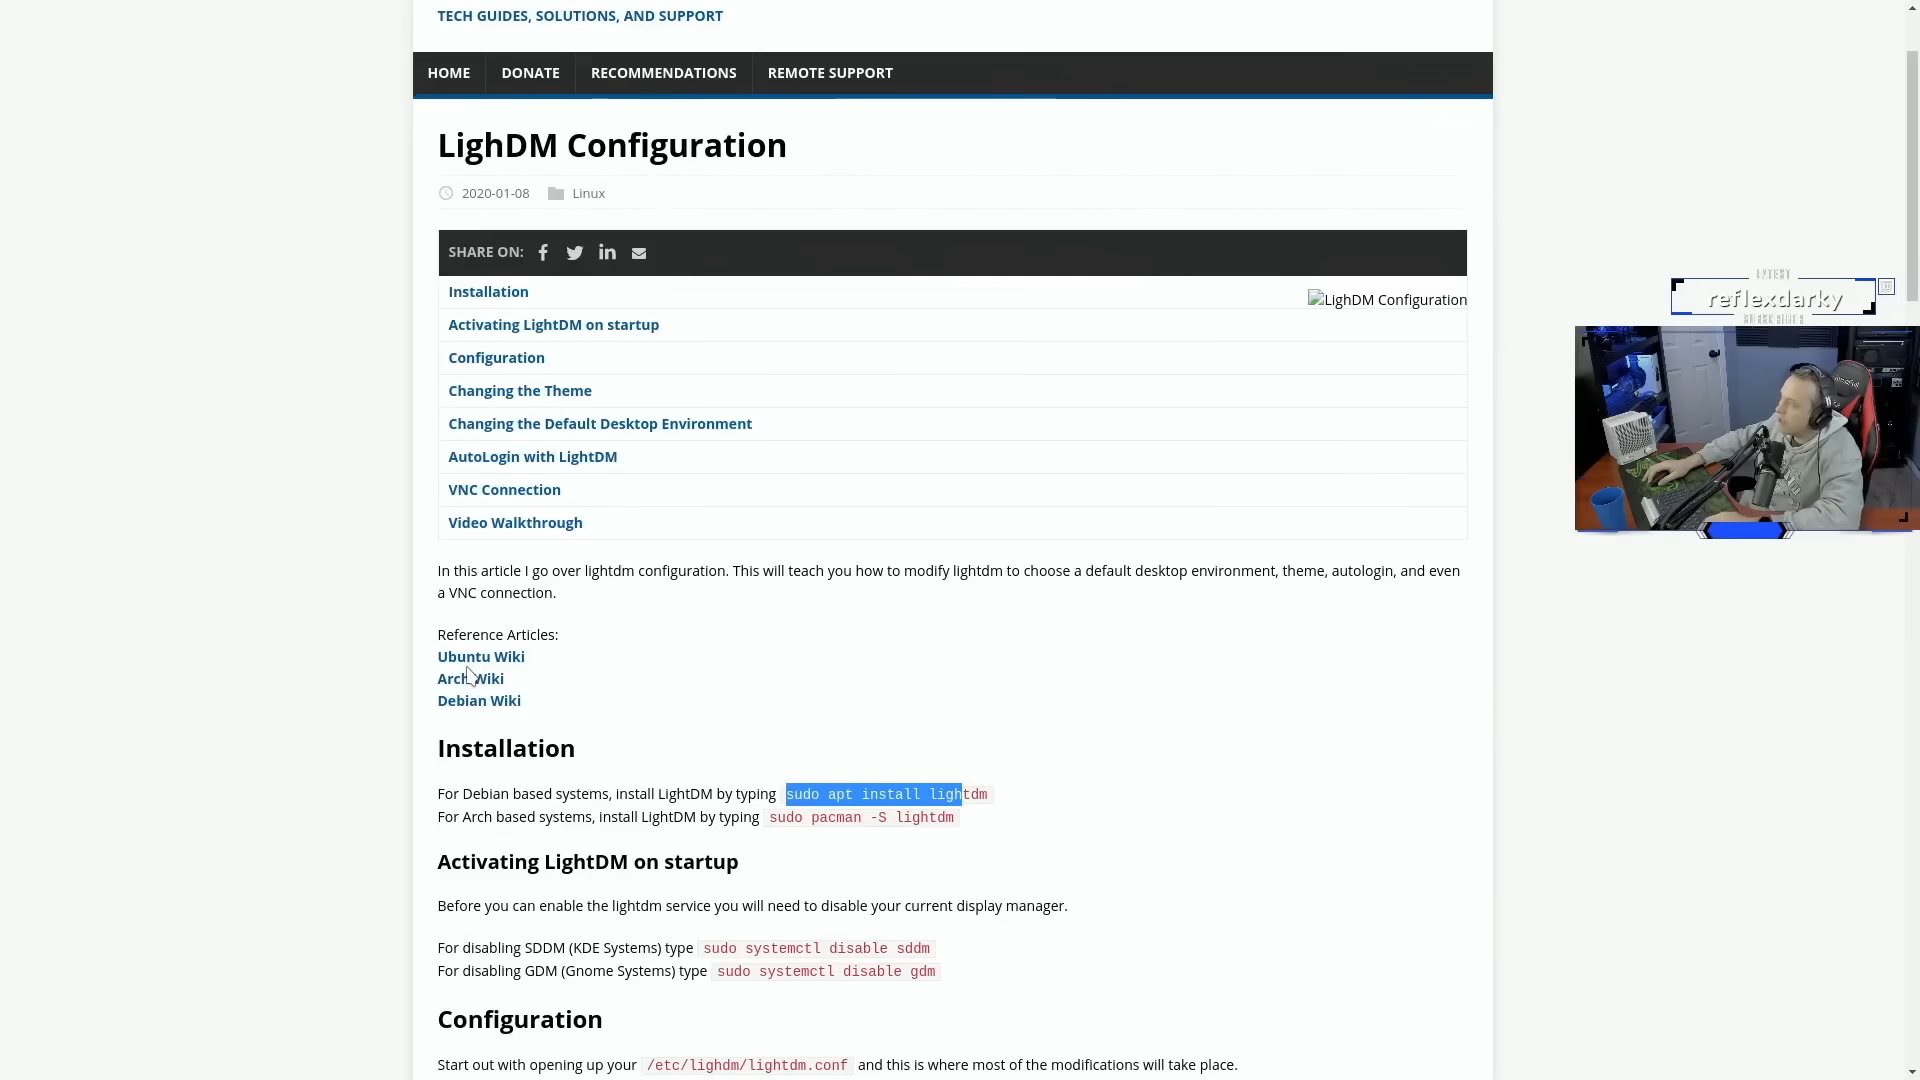 TECH GUIDES, SOLUTIONS, AND SUPPORT
HOME DONATE RECOMMENDATIONS REMOTE SUPPORT
LighDM Configuration
2020-01-08 Linux
SHARE ON:
Installation
LighDM Configuration
Activating LightDM on startup
Configuration
Changing the Theme
Changing the Default Desktop Environment
AutoLogin with LightDM
VNC Connection
Video Walkthrough
LATEST
reflexdarky
In this article I go over lightdm configuration. This will teach you how to modify lightdm to choose a default desktop environment, theme, autologin, and even
a VNC connection.
Reference Articles:
Ubuntu Wiki
Arch Wiki
Debian Wiki
Installation
For Debian based systems, install LightDM by typing sudo apt install lightdm
For Arch based systems, install LightDM by typing sudo pacman -S lightdm
Activating LightDM on startup
Before you can enable the lightdm service you will need to disable your current display manager.
For disabling SDDM (KDE Systems) type sudo systemctl disable sddm
For disabling GDM (Gnome Systems) type sudo systemctl disable gdm
Configuration
Start out with opening up your /etc/lighdm/lightdm.conf and this is where most of the modifications will take place.